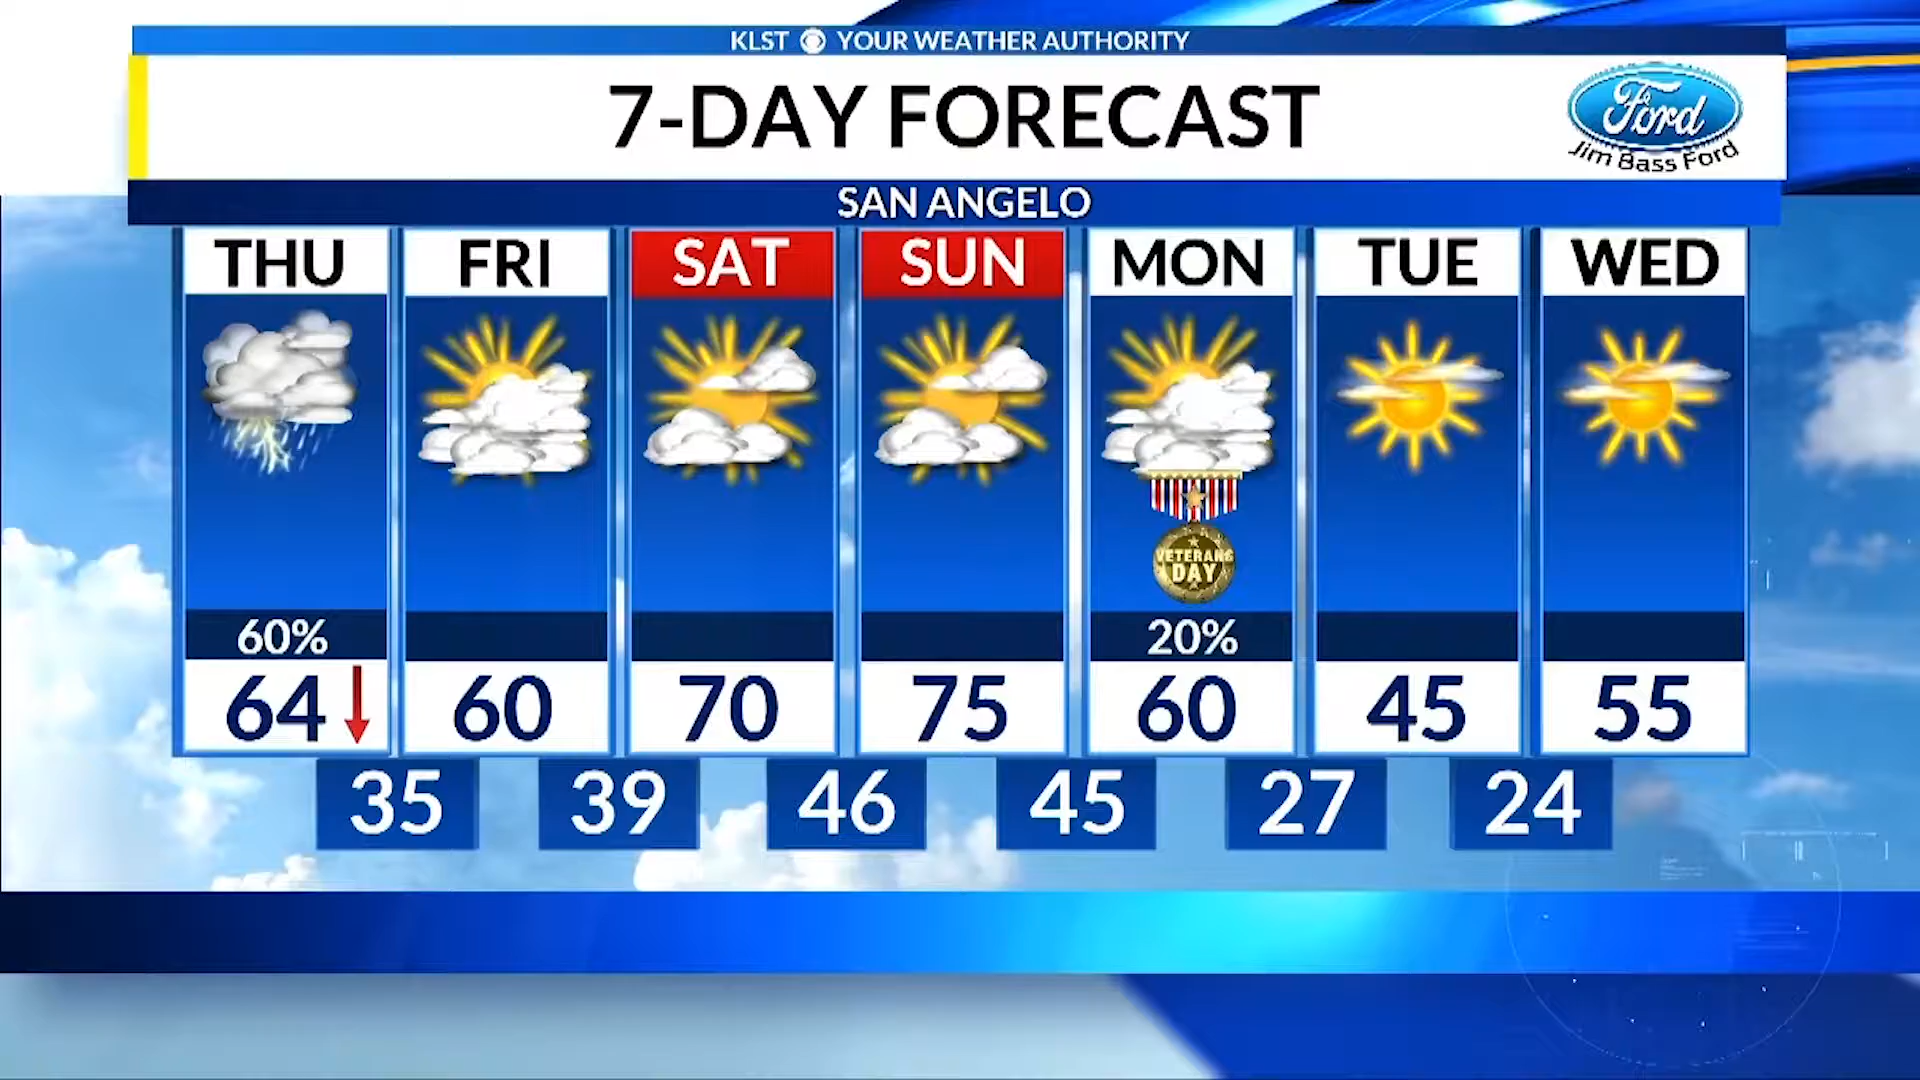 KLST YOUR WEATHER AUTHORITY
7-DAY FORECAST
Ford
Jim Bass Ford
SAN ANGELO
THU FRI SAT SUN MON TUE WED
VETERANS
DAY
60% 20%
64 60 70 75 60 45 55
35 39 46 45 27 24